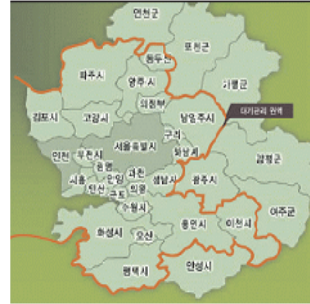 연천군
포천군
동두천
파주시
양주시
가평군
의정부
김포시
고양시
남양주시
대기관리 권역
구리
서울특별시
하남시
인천
부천시
광명
과천
양평군
시흥
안양
성남시
광주시
안산
군포
의왕
여주군
수원시
화성시
오산
용인시
이천시
평택시
안성시